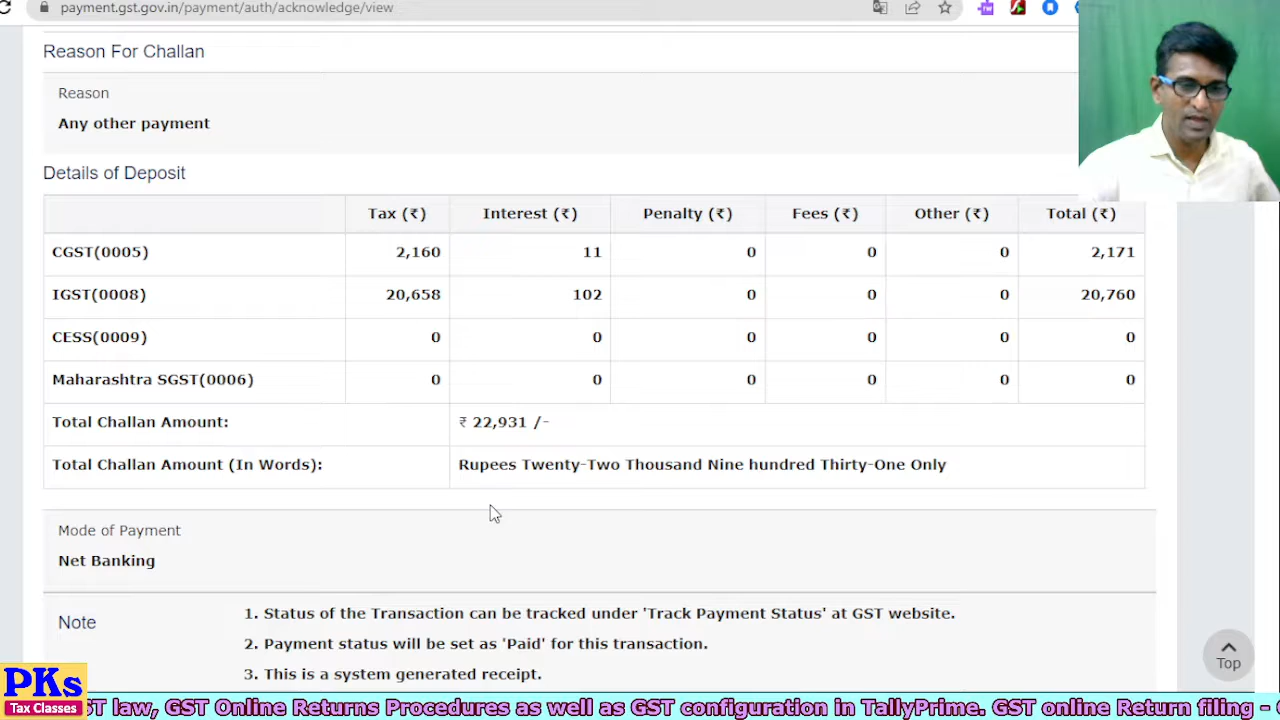 payment.gst.gov.in/payment/auth/acknowledge/view
Reason For Challan
Reason
Any other payment
Details of Deposit
Tax (₹) Interest (₹) Penalty (₹) Fees (₹) Other (₹) Total (₹)
CGST(0005) 2,160 11 0 0 0 2,171
IGST(0008) 20,658 102 0 0 0 20,760
CESS(0009) 0 0 0 0 0 0
Maharashtra SGST(0006) 0 0 0 0 0 0
Total Challan Amount: ₹ 22,931 /-
Total Challan Amount (In Words): Rupees Twenty-Two Thousand Nine hundred Thirty-One Only
Mode of Payment
Net Banking
Note
1. Status of the Transaction can be tracked under 'Track Payment Status' at GST website.
2. Payment status will be set as 'Paid' for this transaction.
3. This is a system generated receipt.
Top
PKs
Tax Classes
ST law, GST Online Returns Procedures as well as GST configuration in TallyPrime. GST online Return filing -